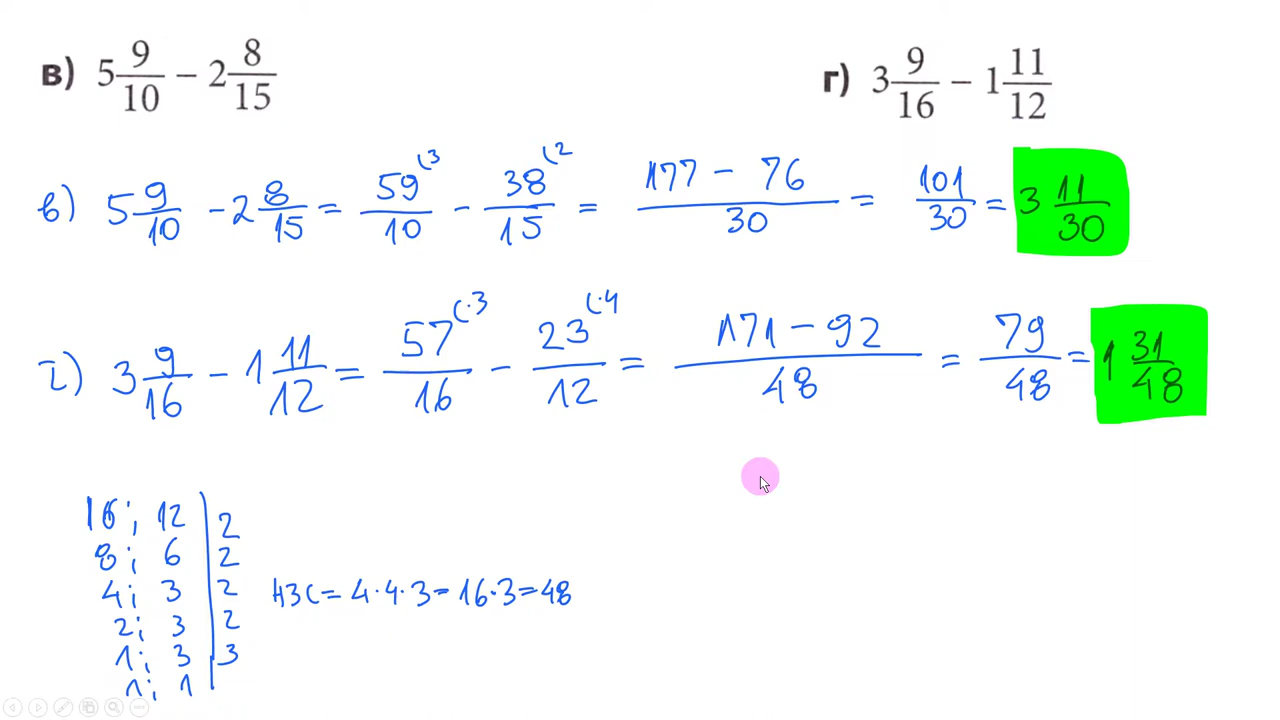 в) 5 9/10 − 2 8/15
г) 3 9/16 − 1 11/12
в) 5 9/10 − 2 8/15 = 59(3/10 − 38(2/15 = 177 − 76/30 = 101/30 = 3 11/30
г) 3 9/16 − 1 11/12 = 57(·3/16 − 23(·4/12 = 171 − 92/48 = 79/48 = 1 31/48
16; 12 | 2
8; 6 | 2
4; 3 | 2
2; 3 | 2
1; 3 | 3
1; 1 |
НЗС = 4·4·3 = 16·3 = 48